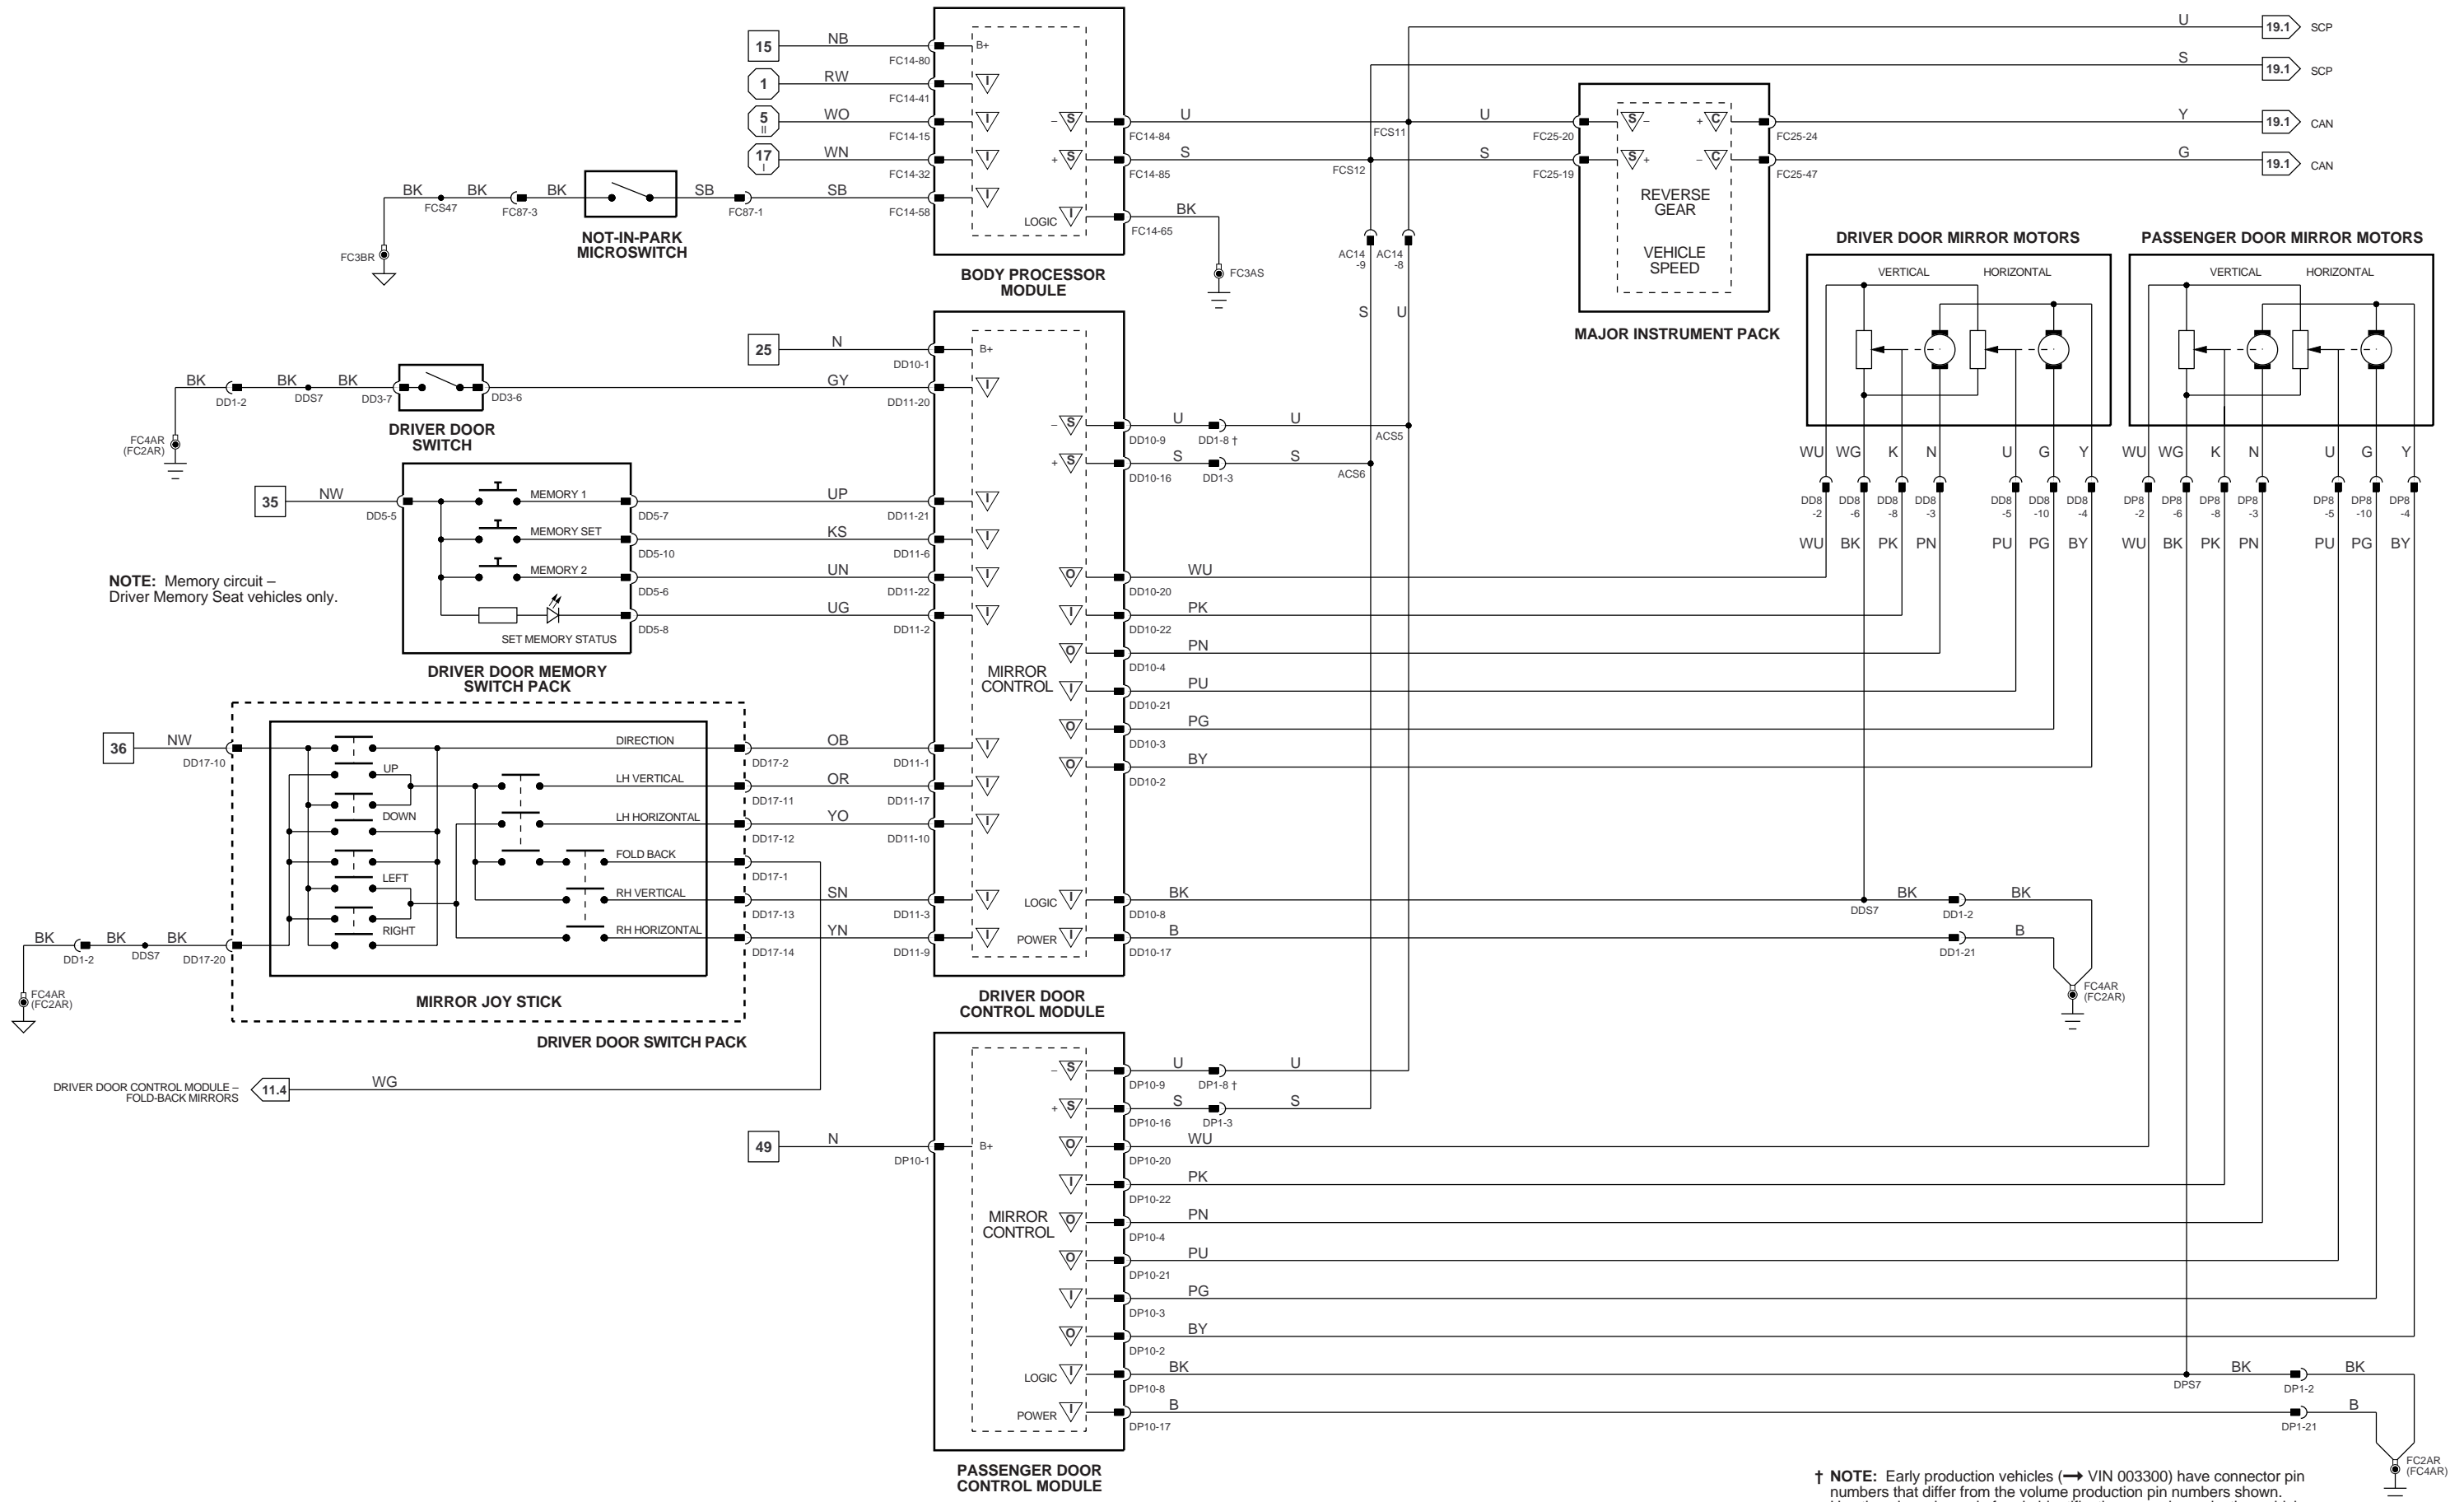 15 NB FC14-80 B+
1 RW FC14-41 I
5 II WO FC14-15 I
17 I WN FC14-32 I
BK FCS47 BK FC87-3 BK SB FC87-1 SB FC14-58 I
FC3BR
NOT-IN-PARK
MICROSWITCH
– S FC14-84 U FCS11 U FC25-20 S –
+ S FC14-85 S FCS12 S FC25-19 S +
LOGIC I FC14-65 BK
FC3AS
BODY PROCESSOR
MODULE
U 19.1 SCP
S 19.1 SCP
+ C FC25-24 Y 19.1 CAN
– C FC25-47 G 19.1 CAN
REVERSE
GEAR
VEHICLE
SPEED
MAJOR INSTRUMENT PACK
AC14
-9
AC14
-8
S U
DRIVER DOOR MIRROR MOTORS
VERTICAL HORIZONTAL
WU WG K N U G Y
DD8 DD8 DD8 DD8 DD8 DD8 DD8
-2 -6 -8 -3 -5 -10 -4
WU BK PK PN PU PG BY
PASSENGER DOOR MIRROR MOTORS
VERTICAL HORIZONTAL
WU WG K N U G Y
DP8 DP8 DP8 DP8 DP8 DP8 DP8
-2 -6 -8 -3 -5 -10 -4
WU BK PK PN PU PG BY
25 N DD10-1 B+
BK DD1-2 BK DDS7 BK DD3-7 DD3-6 GY DD11-20 I
FC4AR
(FC2AR)
DRIVER DOOR
SWITCH
– S DD10-9 U DD1-8 † U ACS5
+ S DD10-16 S DD1-3 S ACS6
35 NW DD5-5
MEMORY 1 DD5-7 UP DD11-21 I
MEMORY SET DD5-10 KS DD11-6 I
MEMORY 2 DD5-6 UN DD11-22 I
SET MEMORY STATUS DD5-8 UG DD11-2 I
NOTE: Memory circuit –
Driver Memory Seat vehicles only.
DRIVER DOOR MEMORY
SWITCH PACK
O DD10-20 WU
I DD10-22 PK
O DD10-4 PN
MIRROR
CONTROL
I DD10-21 PU
O DD10-3 PG
O DD10-2 BY
36 NW DD17-10
UP
DOWN
LEFT
RIGHT
DIRECTION DD17-2 OB DD11-1 I
LH VERTICAL DD17-11 OR DD11-17 I
LH HORIZONTAL DD17-12 YO DD11-10 I
FOLD BACK DD17-1
RH VERTICAL DD17-13 SN DD11-3 I
RH HORIZONTAL DD17-14 YN DD11-9 I
BK DD1-2 BK DDS7 BK DD17-20
FC4AR
(FC2AR)
MIRROR JOY STICK
DRIVER DOOR SWITCH PACK
LOGIC I DD10-8 BK DDS7 BK DD1-2 BK
POWER I DD10-17 B DD1-21 B
FC4AR
(FC2AR)
DRIVER DOOR
CONTROL MODULE
DRIVER DOOR CONTROL MODULE –
FOLD-BACK MIRRORS
11.4 WG
– S DP10-9 U DP1-8 † U
+ S DP10-16 S DP1-3 S
49 N DP10-1 B+
O DP10-20 WU
I DP10-22 PK
O DP10-4 PN
MIRROR
CONTROL
O DP10-21 PU
I DP10-3 PG
O DP10-2 BY
LOGIC I DP10-8 BK DPS7 BK DP1-2 BK
POWER I DP10-17 B DP1-21 B
FC2AR
(FC4AR)
PASSENGER DOOR
CONTROL MODULE
† NOTE: Early production vehicles (➞ VIN 003300) have connector pin
numbers that differ from the volume production pin numbers shown.